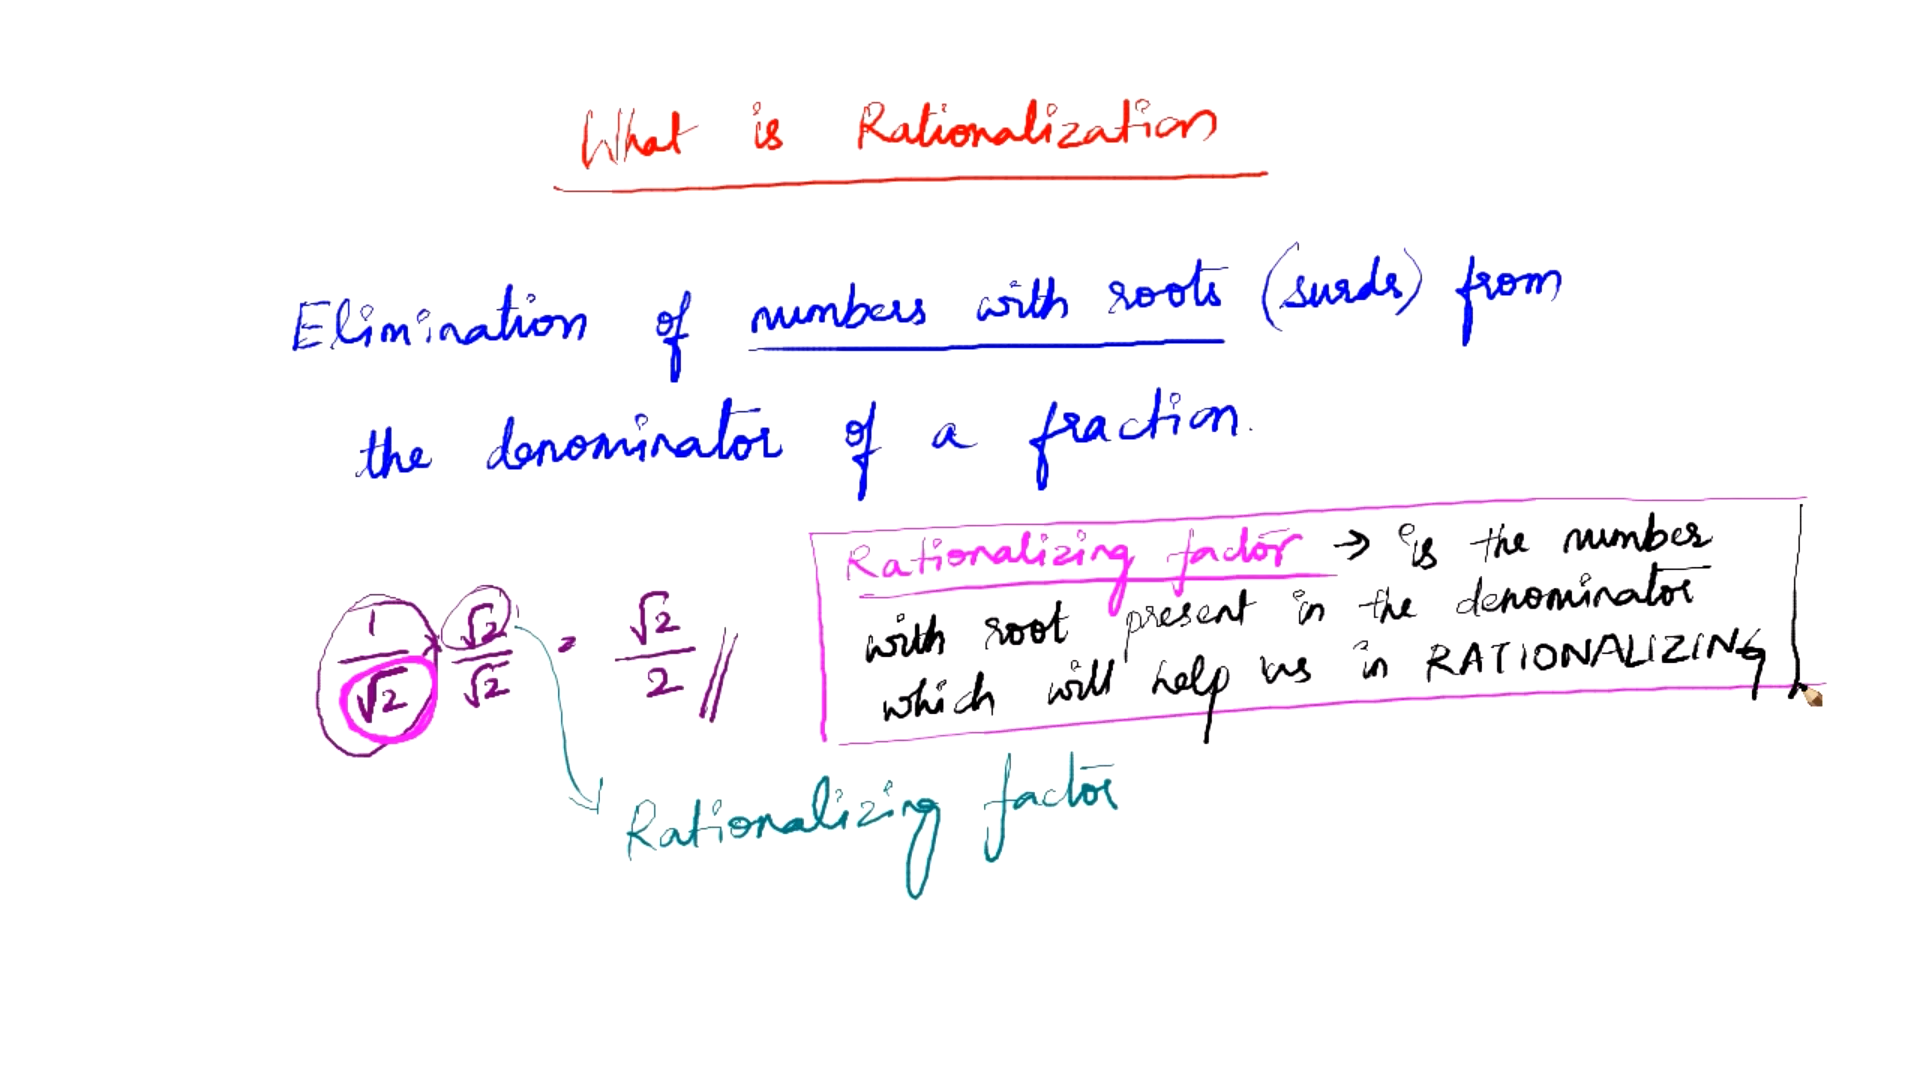 What is Rationalization
Elimination of numbers with roots (surds) from
the denominator of a fraction.
Rationalizing factor → is the number
with root present in the denominator
which will help us in RATIONALIZING
1/√2 × √2/√2 = √2/2 //
Rationalizing factor